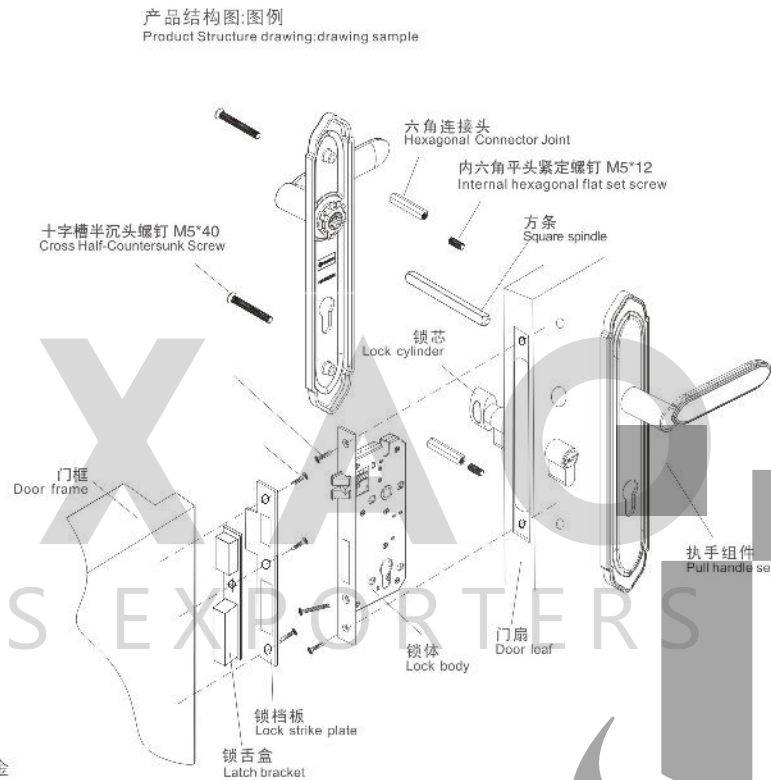 产品结构图:图例
Product Structure drawing:drawing sample
六角连接头
Hexagonal Connector Joint
内六角平头紧定螺钉 M5*12
Internal hexagonal flat set screw
十字槽半沉头螺钉 M5*40
Cross Half-Countersunk Screw
方条
Square spindle
锁芯
Lock cylinder
XAO
门框
Door frame
执手组件
Pull handle se
S EXPORTERS
门扇
Door leaf
锁体
Lock body
锁档板
Lock strike plate
锁舌盒
Latch bracket
金